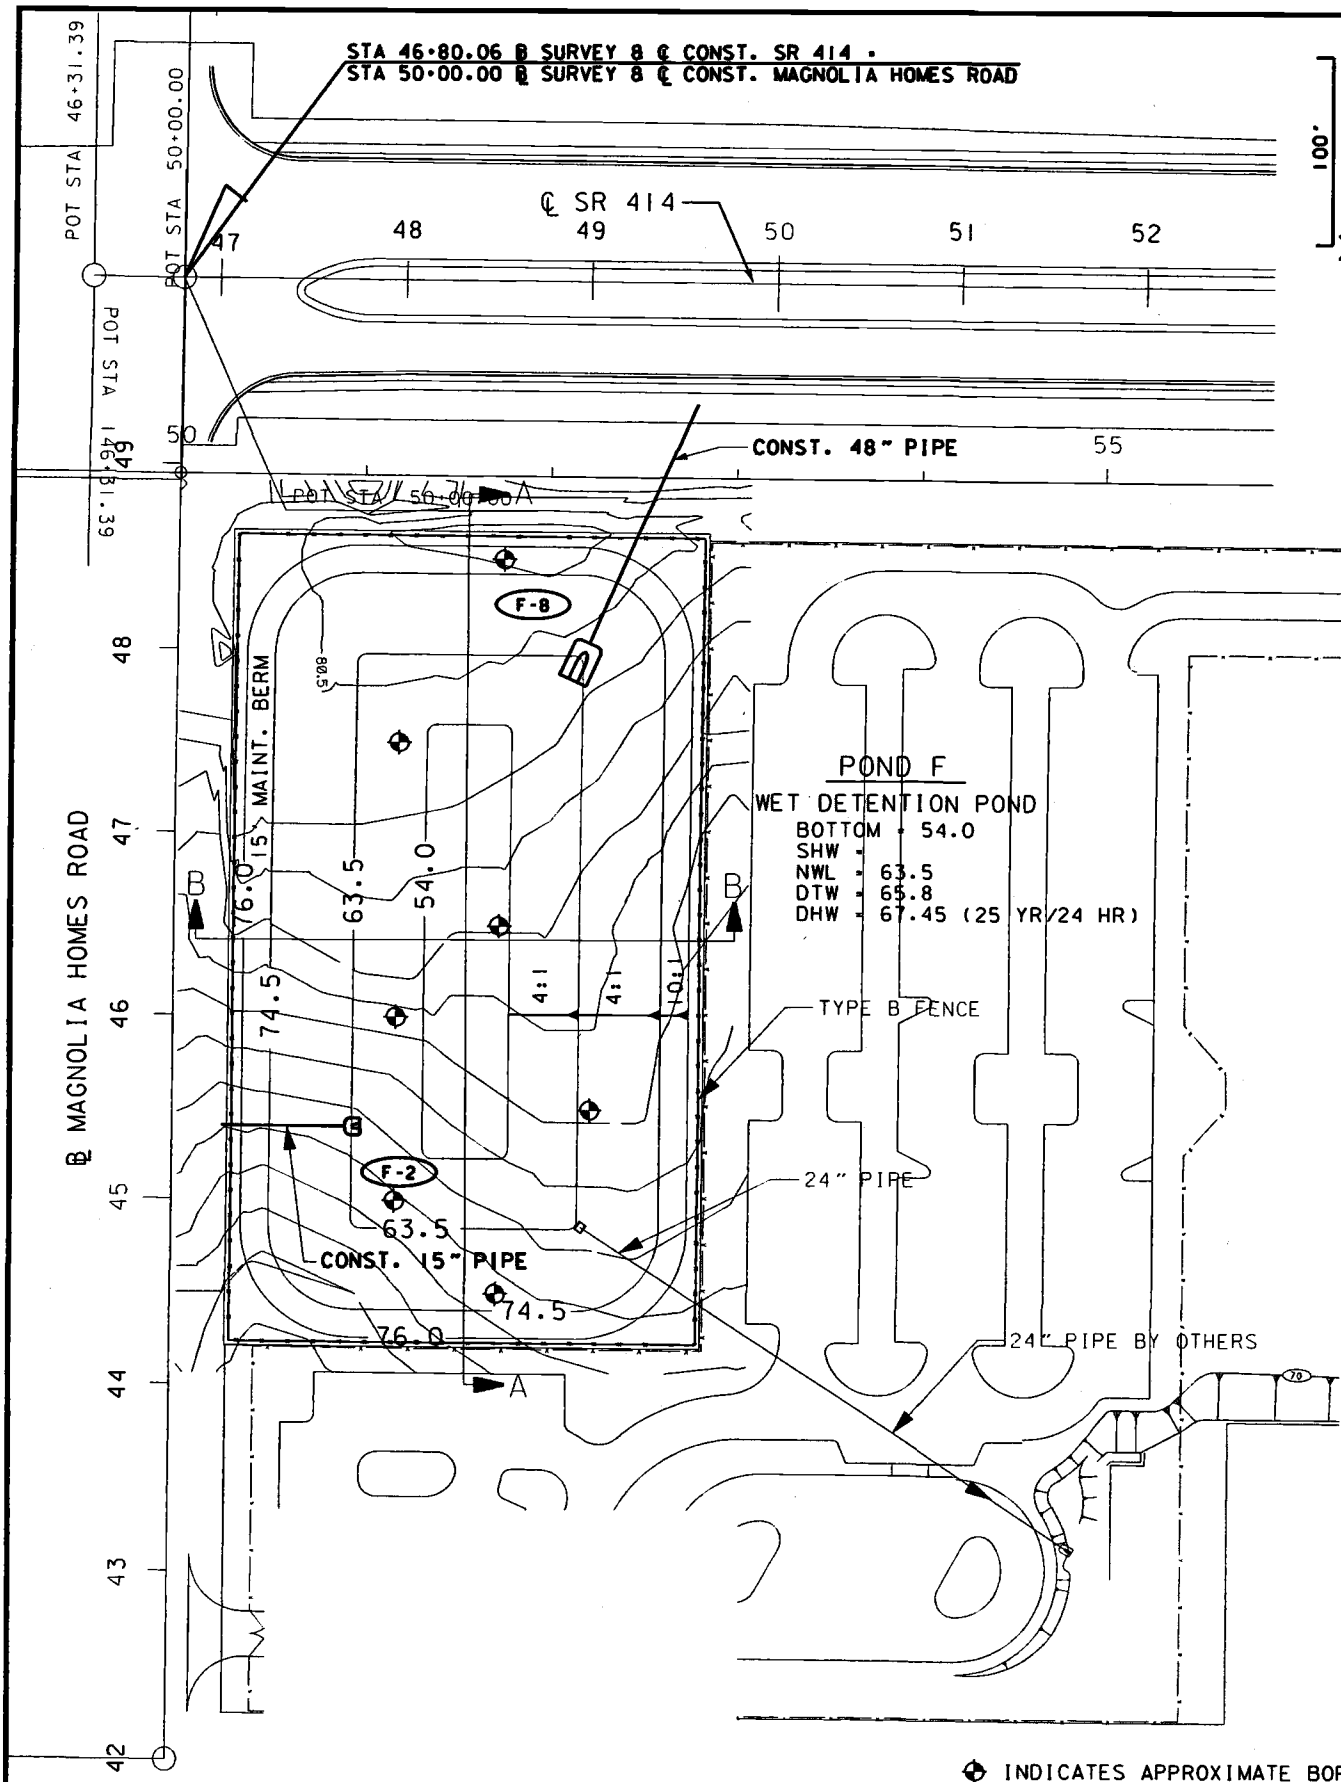 STA 46+80.06 B SURVEY & C CONST. SR 414 =
STA 50+00.00 B SURVEY & C CONST. MAGNOLIA HOMES ROAD
POT STA 46+31.39
POT STA 50+00.00
100'
C SR 414
47
48
49
50
51
52
POT STA 146+31.39
50
49
CONST. 48" PIPE
55
POT STA 50+00.00
A
F-8
48
80.5
15' MAINT. BERM
POND F
WET DETENTION POND
BOTTOM = 54.0
SHW =
NWL = 63.5
DTW = 65.8
DHW = 67.45 (25 YR/24 HR)
47
76.0
63.5
54.0
B
B
B MAGNOLIA HOMES ROAD
74.5
4:1
4:1
10:1
TYPE B FENCE
46
F-2
24" PIPE
45
63.5
CONST. 15" PIPE
74.5
76.0
24" PIPE BY OTHERS
44
A
70
43
42
INDICATES APPROXIMATE BOR